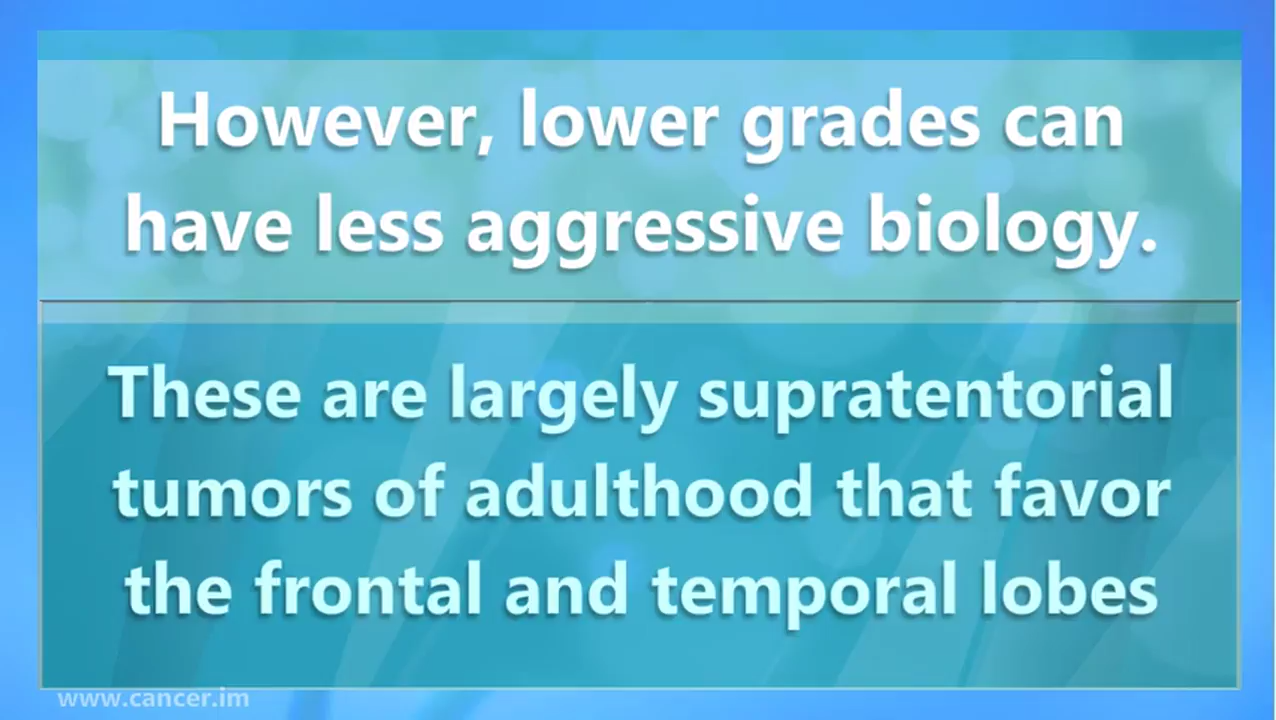 However, lower grades can
have less aggressive biology.
These are largely supratentorial
tumors of adulthood that favor
the frontal and temporal lobes
www.cancer.im